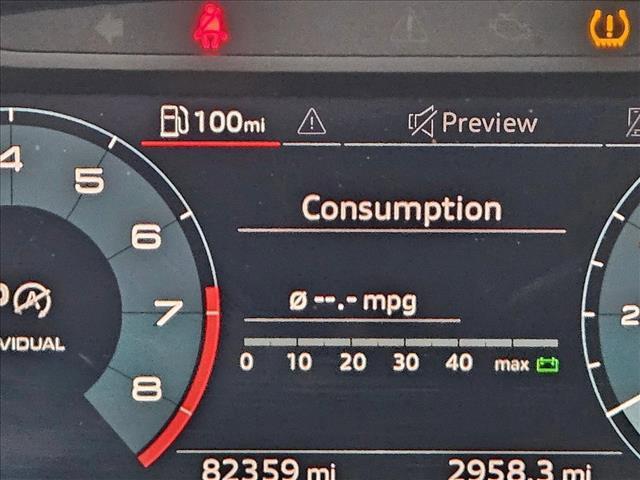 100mi
Preview
4
5
6
7
8
Consumption
ø --.- mpg
0 10 20 30 40 max
VIDUAL
2
82359 mi 2958.3 mi